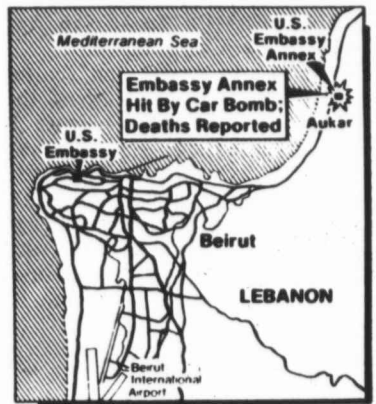 U.S.
Embassy
Annex
Mediterranean Sea
Embassy Annex
Hit By Car Bomb;
Deaths Reported
Aukar
U.S.
Embassy
Beirut
LEBANON
Beirut
International
Airport